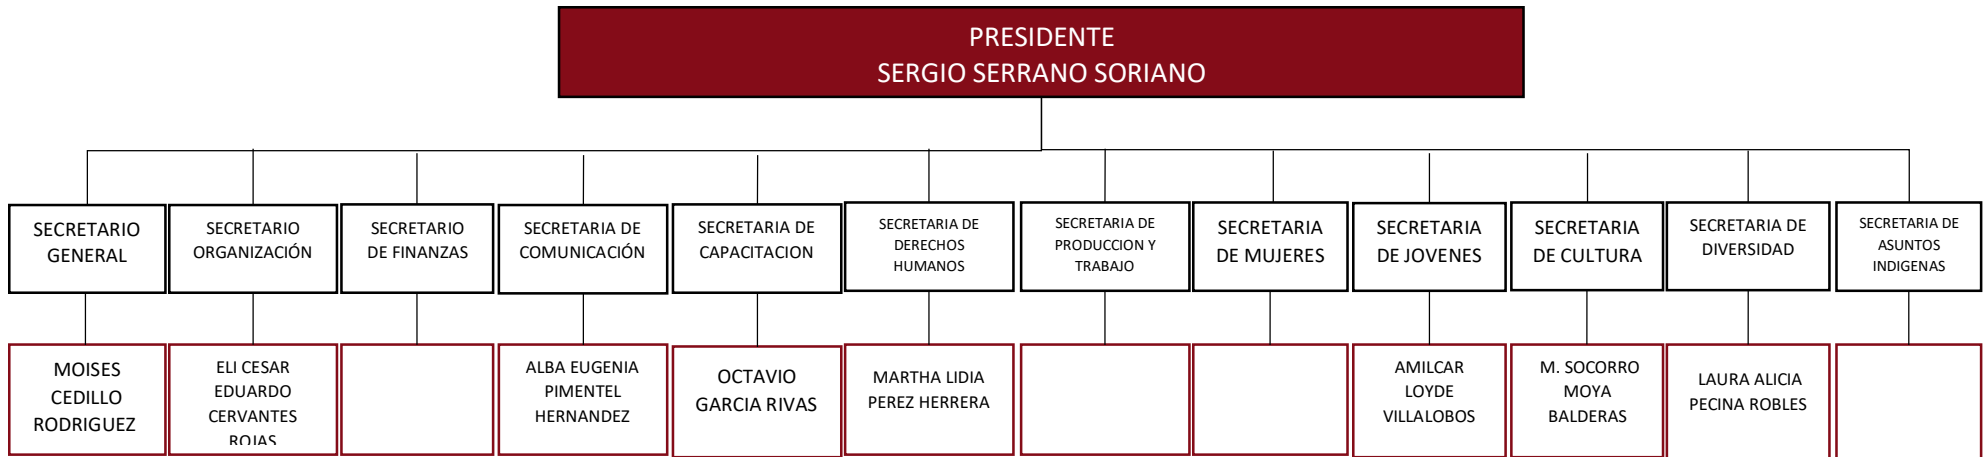 PRESIDENTE
SERGIO SERRANO SORIANO
SECRETARIO
GENERAL
SECRETARIO
ORGANIZACIÓN
SECRETARIO
DE FINANZAS
SECRETARIA DE
COMUNICACIÓN
SECRETARIA DE
CAPACITACION
SECRETARIA DE
DERECHOS
HUMANOS
SECRETARIA DE
PRODUCCION Y
TRABAJO
SECRETARIA
DE MUJERES
SECRETARIA
DE JOVENES
SECRETARIA
DE CULTURA
SECRETARIA DE
DIVERSIDAD
SECRETARIA DE
ASUNTOS
INDIGENAS
MOISES
CEDILLO
RODRIGUEZ
ELI CESAR
EDUARDO
CERVANTES
ROJAS
ALBA EUGENIA
PIMENTEL
HERNANDEZ
OCTAVIO
GARCIA RIVAS
MARTHA LIDIA
PEREZ HERRERA
AMILCAR
LOYDE
VILLALOBOS
M. SOCORRO
MOYA
BALDERAS
LAURA ALICIA
PECINA ROBLES